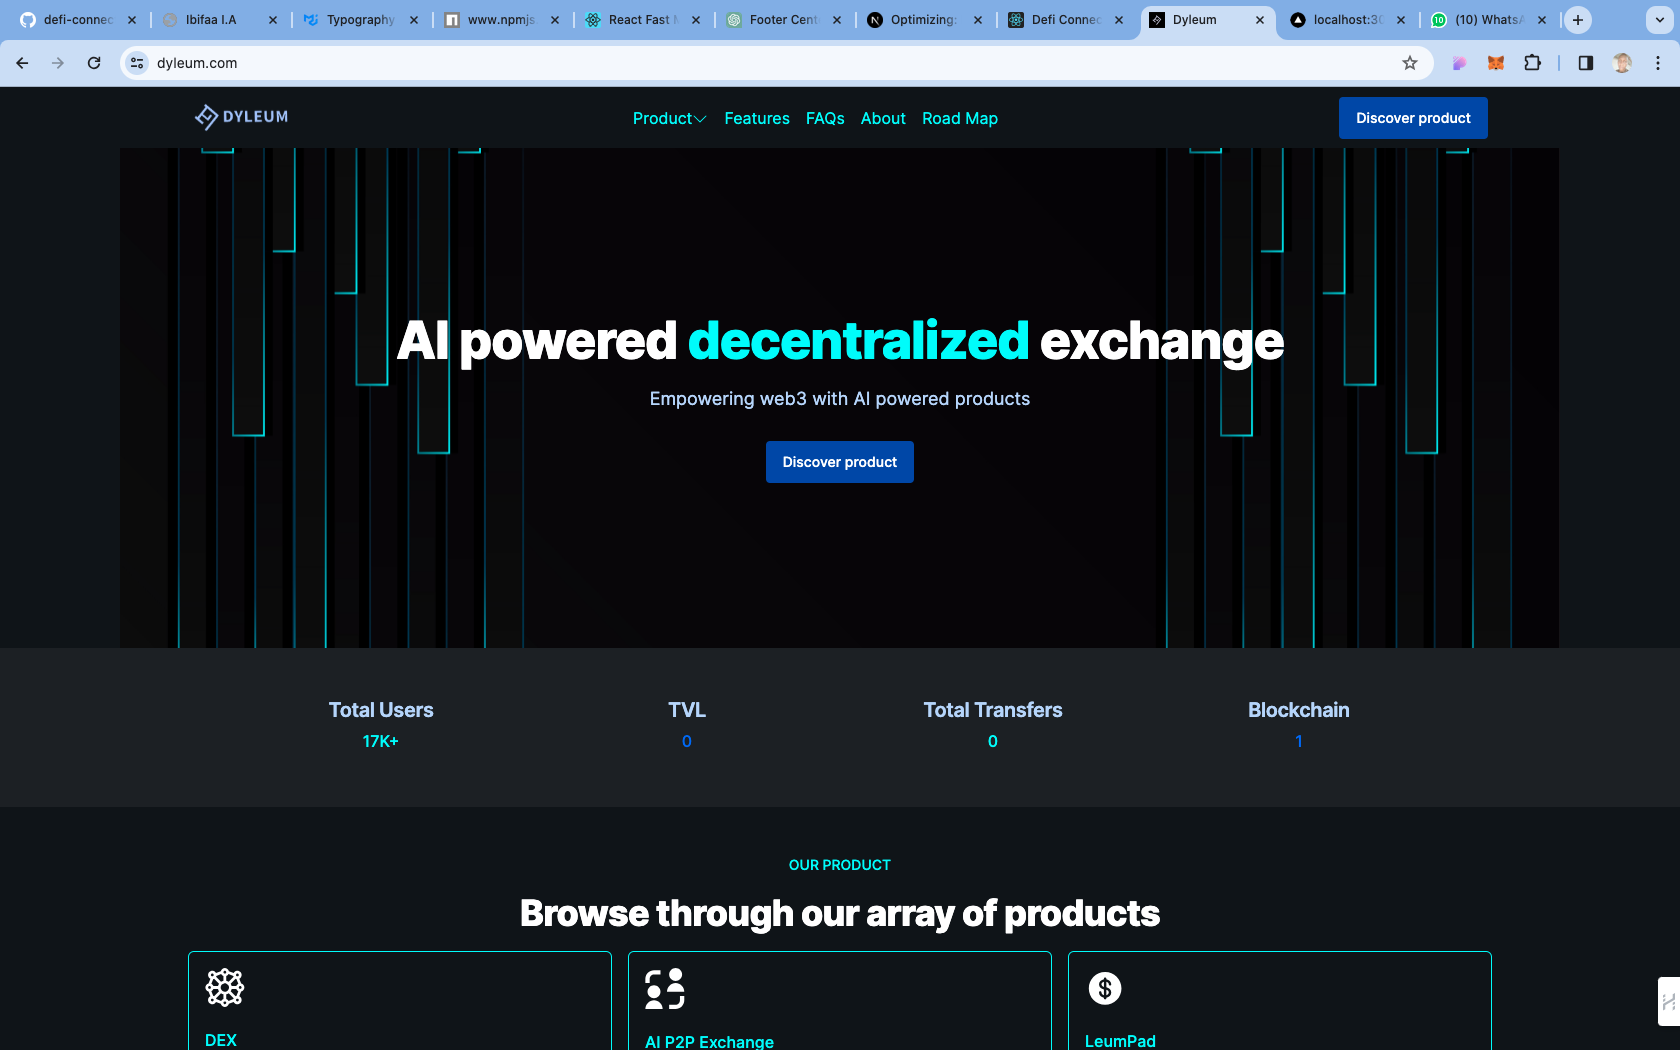 defi-connec
Ibifaa I.A
Typography
www.npmjs.
React Fast
Footer Cent
Optimizing:
Defi Connec
Dyleum
localhost:30
10
(10) WhatsA
dyleum.com
DYLEUM
Product
Features
FAQs
About
Road Map
Discover product
AI powered decentralized exchange
Empowering web3 with AI powered products
Discover product
Total Users
TVL
Total Transfers
Blockchain
17K+
0
0
1
OUR PRODUCT
Browse through our array of products
DEX
AI P2P Exchange
LeumPad